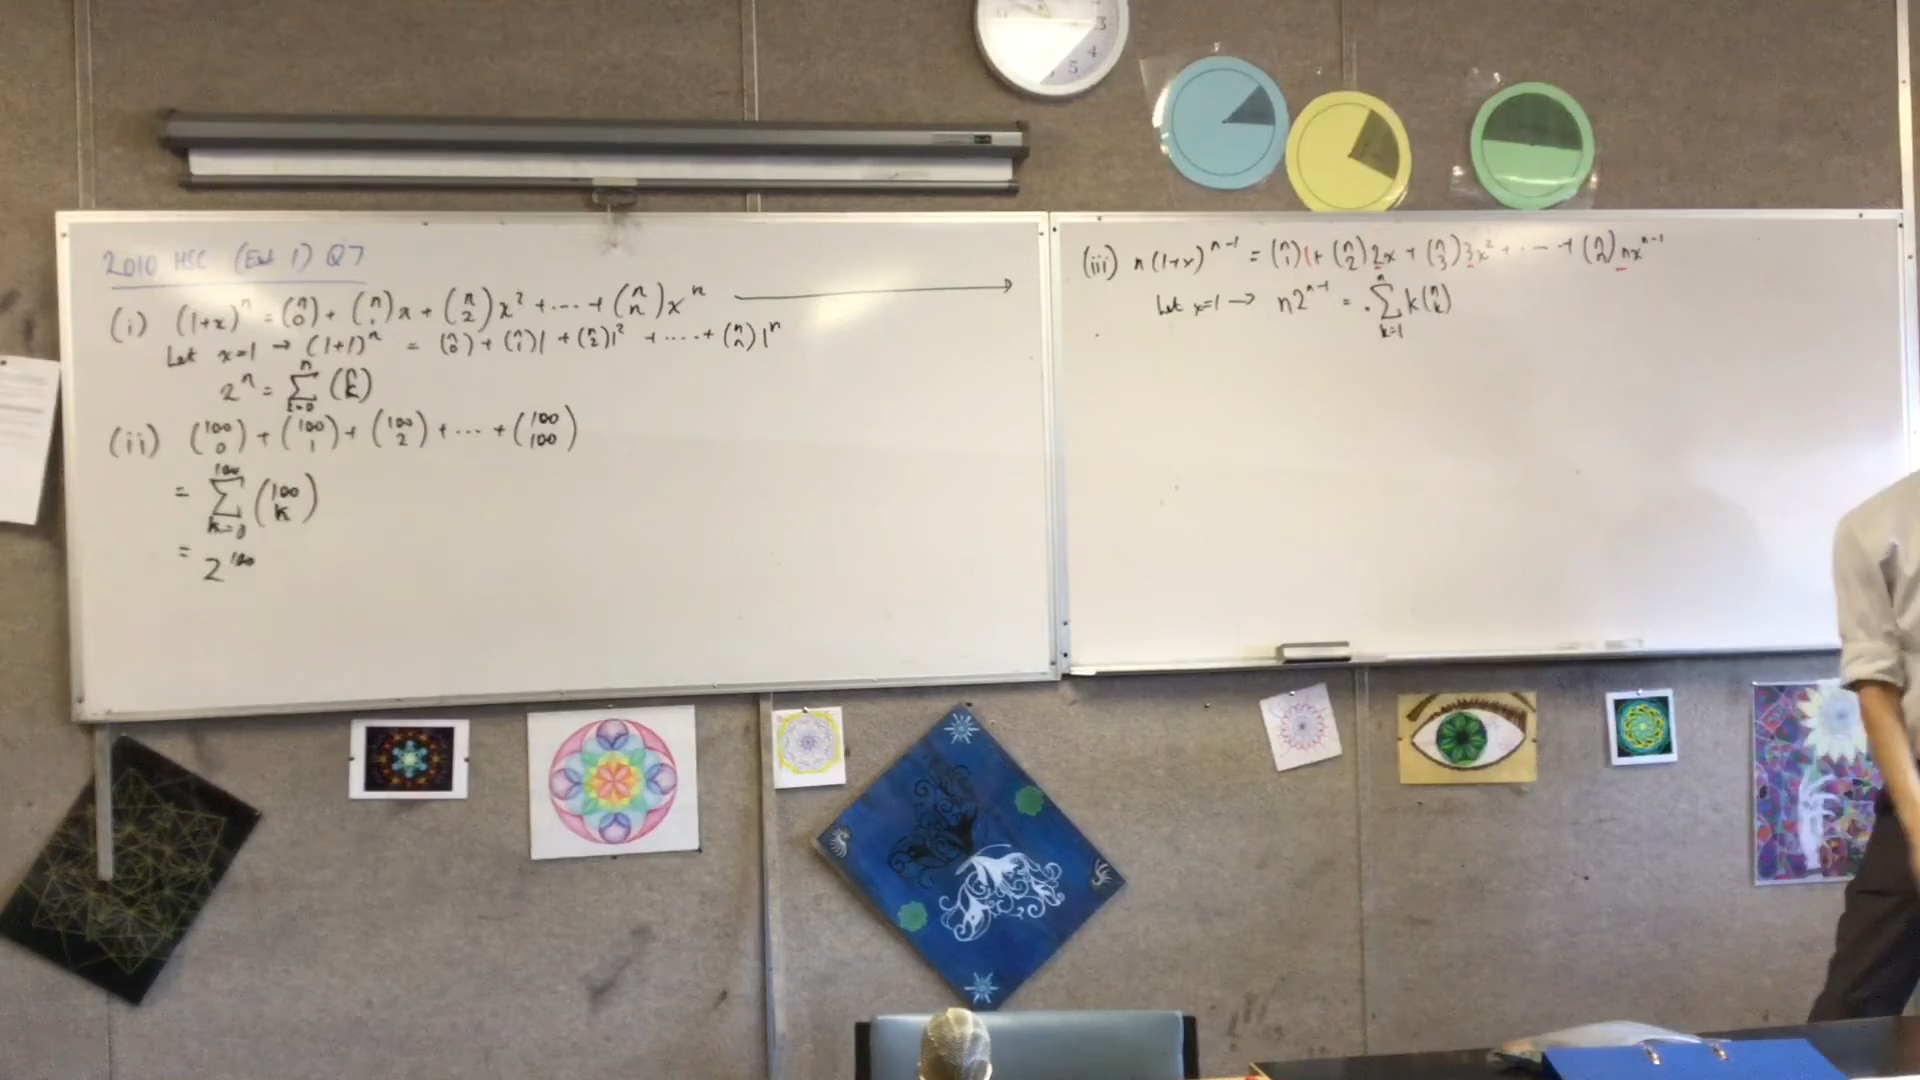 2010 HSC (Ext 1) Q7
(i) (1+x)^n = (n 0) + (n 1)x + (n 2)x^2 + ... + (n n)x^n
Let x=1 → (1+1)^n = (n 0) + (n 1)1 + (n 2)1^2 + .... + (n n)1^n
2^n = Σ_{k=0}^{n} (n k)
(ii) (100 0) + (100 1) + (100 2) + ... + (100 100)
= Σ_{k=0}^{100} (100 k)
= 2^100
(iii) n(1+x)^{n-1} = (n 1)1 + (n 2)2x + (n 3)3x^2 + ... + (n n)nx^{n-1}
Let x=1 → n2^{n-1} = Σ_{k=1}^{n} k(n k)
3
4
5